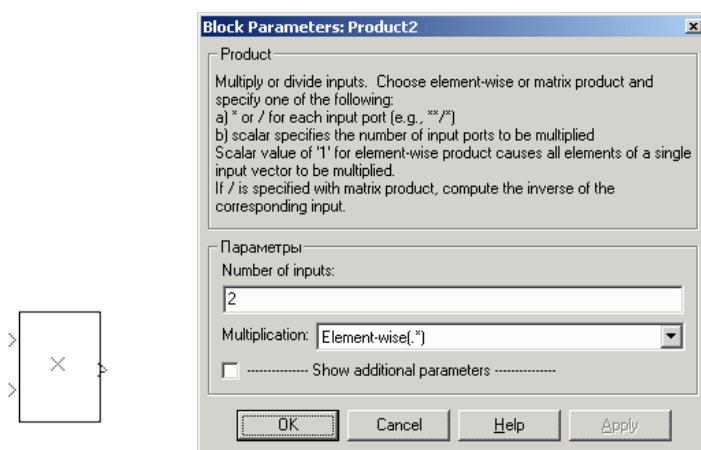 Block Parameters: Product2
Product
Multiply or divide inputs. Choose element-wise or matrix product and
specify one of the following:
a) * or / for each input port (e.g., **/*)
b) scalar specifies the number of input ports to be multiplied
Scalar value of '1' for element-wise product causes all elements of a single
input vector to be multiplied.
If / is specified with matrix product, compute the inverse of the
corresponding input.
Параметры
Number of inputs:
2
Multiplication: Element-wise(.*)
-------------- Show additional parameters --------------
OK Cancel Help Apply